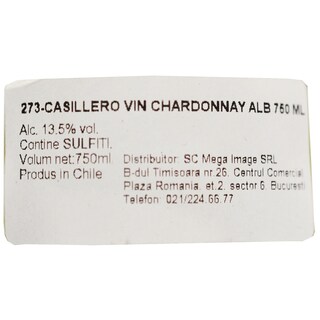 273-CASILLERO VIN CHARDONNAY ALB 750 ML
Alc. 13.5% vol.
Contine SULFITI.
Volum net:750ml.
Produs in Chile
Distribuitor: SC Mega Image SRL
B-dul Timisoara nr.26. Centrul Comercial
Plaza Romania. et.2. sector 6. Bucuresti
Telefon: 021/224.66.77